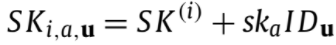 SK_{i,a,𝐮} = SK^{(i)} + sk_a ID_𝐮